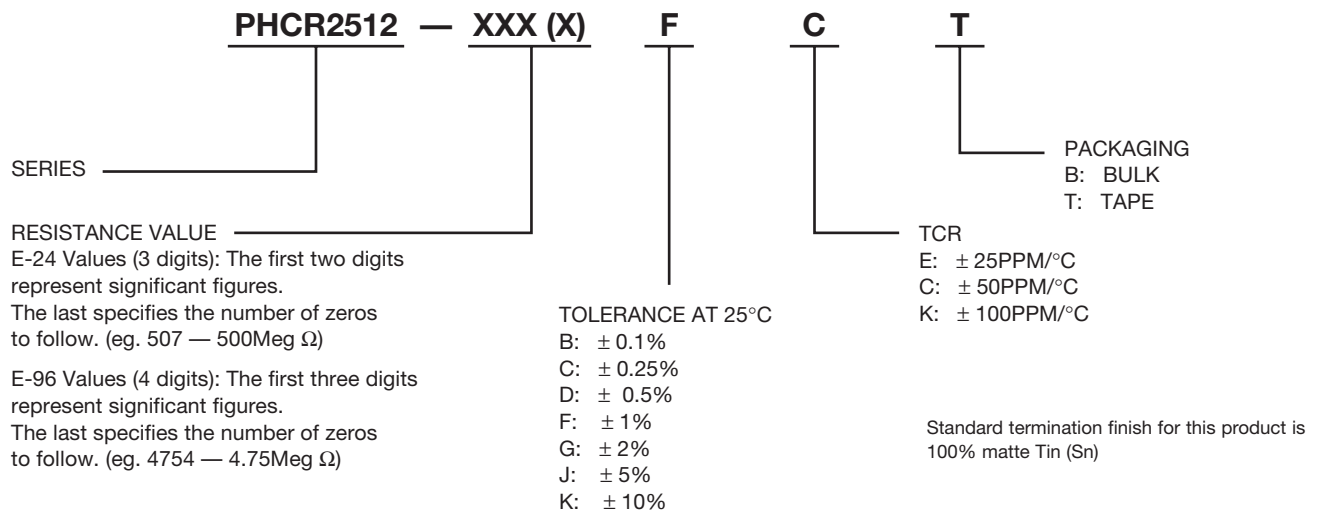 PHCR2512 — XXX (X) F C T
SERIES
RESISTANCE VALUE
E-24 Values (3 digits): The first two digits
represent significant figures.
The last specifies the number of zeros
to follow. (eg. 507 — 500Meg Ω)
E-96 Values (4 digits): The first three digits
represent significant figures.
The last specifies the number of zeros
to follow. (eg. 4754 — 4.75Meg Ω)
TOLERANCE AT 25°C
B: ± 0.1%
C: ± 0.25%
D: ± 0.5%
F: ± 1%
G: ± 2%
J: ± 5%
K: ± 10%
TCR
E: ± 25PPM/°C
C: ± 50PPM/°C
K: ± 100PPM/°C
PACKAGING
B: BULK
T: TAPE
Standard termination finish for this product is
100% matte Tin (Sn)